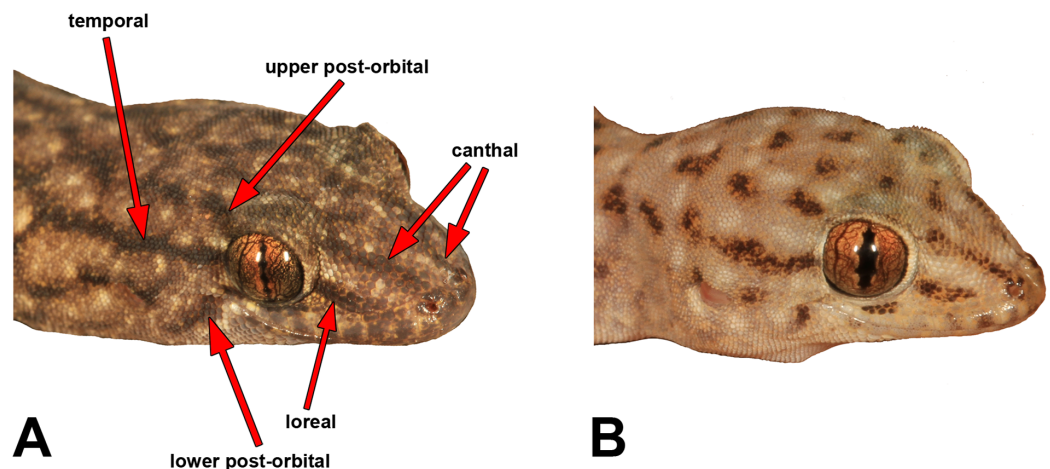 temporal
upper post-orbital
canthal
loreal
lower post-orbital
A
B